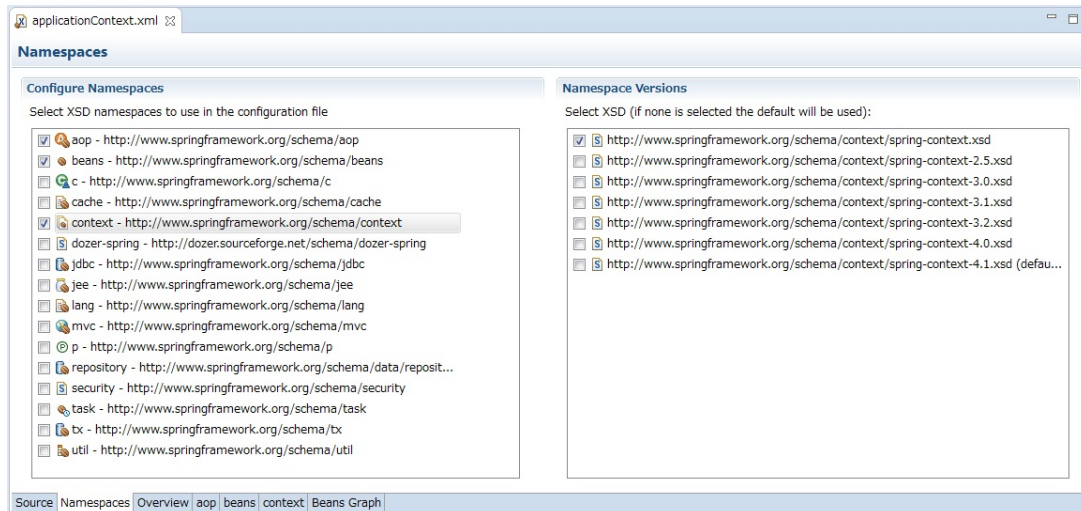 applicationContext.xml
Namespaces
Configure Namespaces
Select XSD namespaces to use in the configuration file
aop - http://www.springframework.org/schema/aop
beans - http://www.springframework.org/schema/beans
c - http://www.springframework.org/schema/c
cache - http://www.springframework.org/schema/cache
context - http://www.springframework.org/schema/context
dozer-spring - http://dozer.sourceforge.net/schema/dozer-spring
jdbc - http://www.springframework.org/schema/jdbc
jee - http://www.springframework.org/schema/jee
lang - http://www.springframework.org/schema/lang
mvc - http://www.springframework.org/schema/mvc
p - http://www.springframework.org/schema/p
repository - http://www.springframework.org/schema/data/reposit...
security - http://www.springframework.org/schema/security
task - http://www.springframework.org/schema/task
tx - http://www.springframework.org/schema/tx
util - http://www.springframework.org/schema/util
Namespace Versions
Select XSD (if none is selected the default will be used):
http://www.springframework.org/schema/context/spring-context.xsd
http://www.springframework.org/schema/context/spring-context-2.5.xsd
http://www.springframework.org/schema/context/spring-context-3.0.xsd
http://www.springframework.org/schema/context/spring-context-3.1.xsd
http://www.springframework.org/schema/context/spring-context-3.2.xsd
http://www.springframework.org/schema/context/spring-context-4.0.xsd
http://www.springframework.org/schema/context/spring-context-4.1.xsd (defau...
Source Namespaces Overview aop beans context Beans Graph